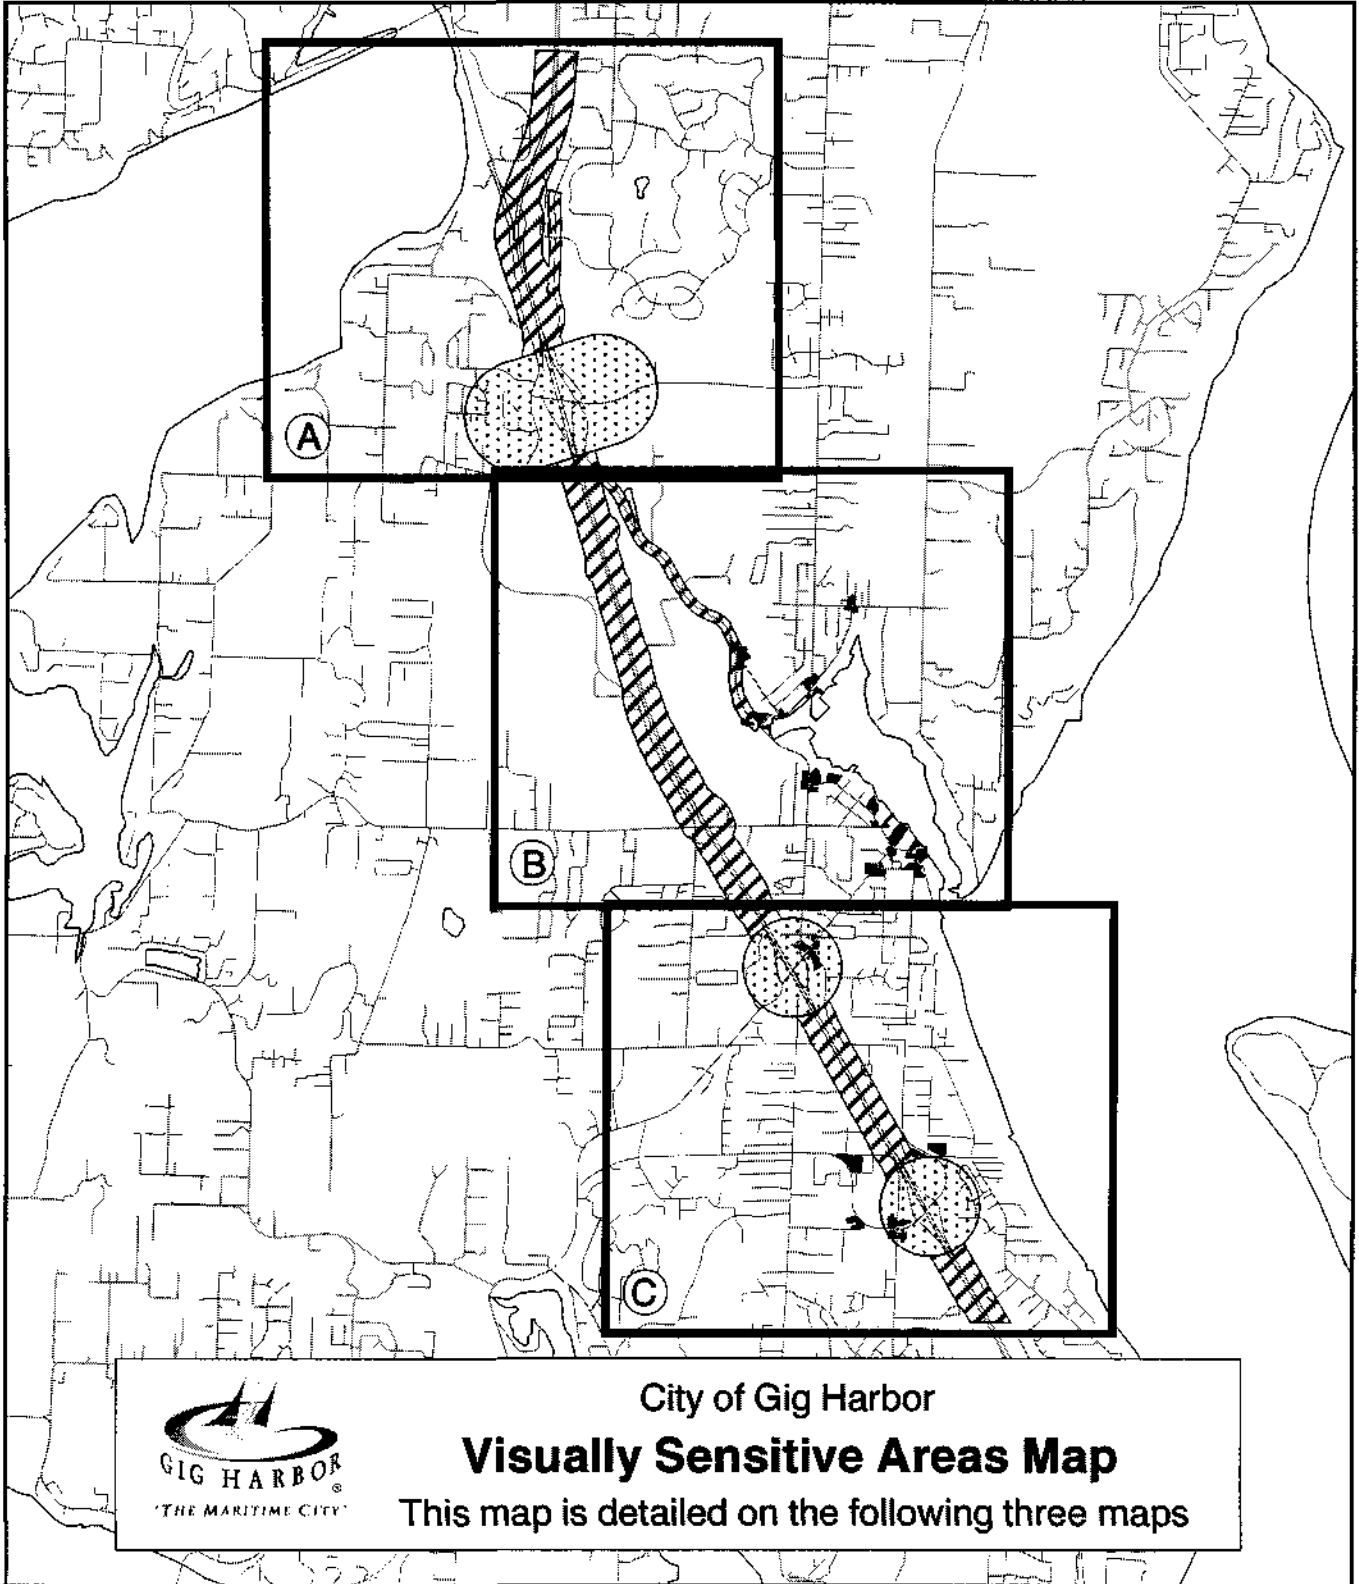 A
B
C
City of Gig Harbor
Visually Sensitive Areas Map
This map is detailed on the following three maps
GIG HARBOR®
"THE MARITIME CITY"